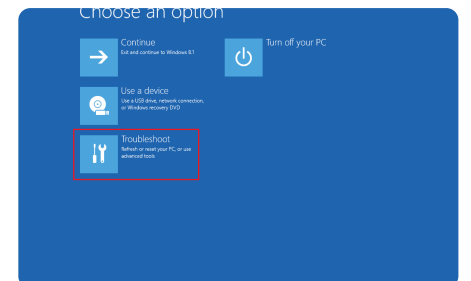 Choose an option
Continue
Exit and continue to Windows 8.1
Turn off your PC
Use a device
Use a USB drive, network connection,
or Windows recovery DVD
Troubleshoot
Refresh or reset your PC, or use
advanced tools